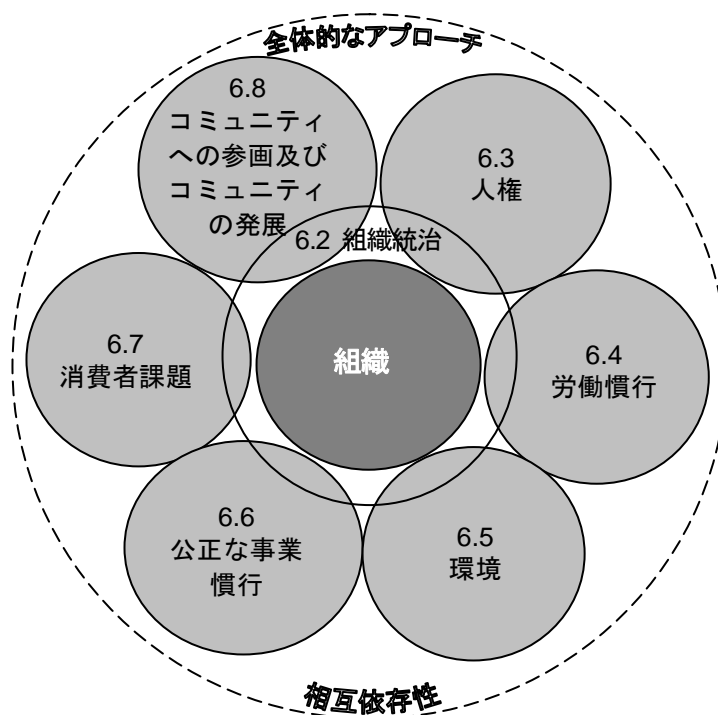 全体的なアプローチ
6.8
コミュニティ
への参画及び
コミュニティ
の発展
6.3
人権
6.2 組織統治
組織
6.7
消費者課題
6.4
労働慣行
6.6
公正な事業
慣行
6.5
環境
相互依存性